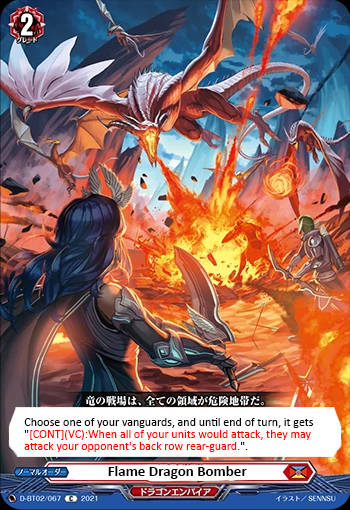 2
グレード
竜の戦場は、全ての領域が危険地帯だ。
Choose one of your vanguards, and until end of turn, it gets
"[CONT](VC):When all of your units would attack, they may
attack your opponent's back row rear-guard.".
ノーマルオーダー
Flame Dragon Bomber
D-BT02/067 C 2021
ドラゴンエンパイア
イラスト／SENNSU